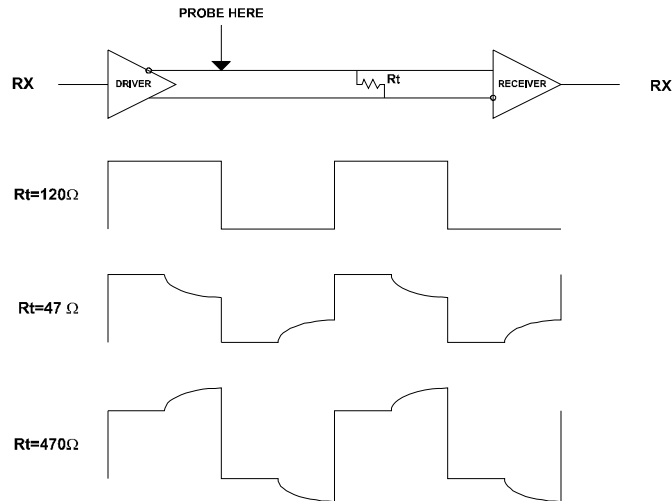 PROBE HERE
RX
DRIVER
Rt
RECEIVER
RX
Rt=120Ω
Rt=47 Ω
Rt=470Ω